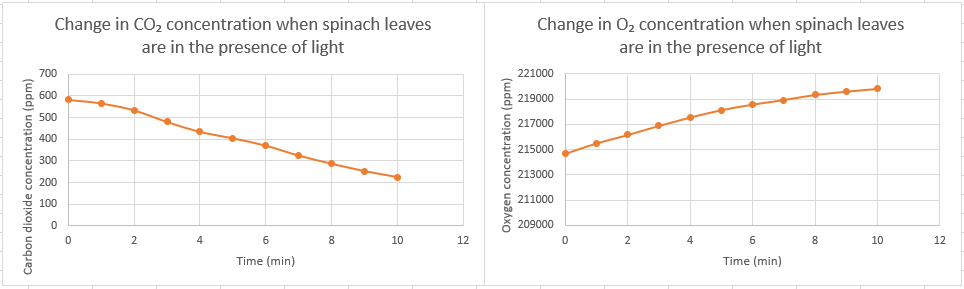 Change in CO₂ concentration when spinach leaves
are in the presence of light
Carbon dioxide concentration (ppm)
700
600
500
400
300
200
100
0
0 2 4 6 8 10 12
Time (min)
Change in O₂ concentration when spinach leaves
are in the presence of light
Oxygen concentration (ppm)
221000
219000
217000
215000
213000
211000
209000
0 2 4 6 8 10 12
Time (min)